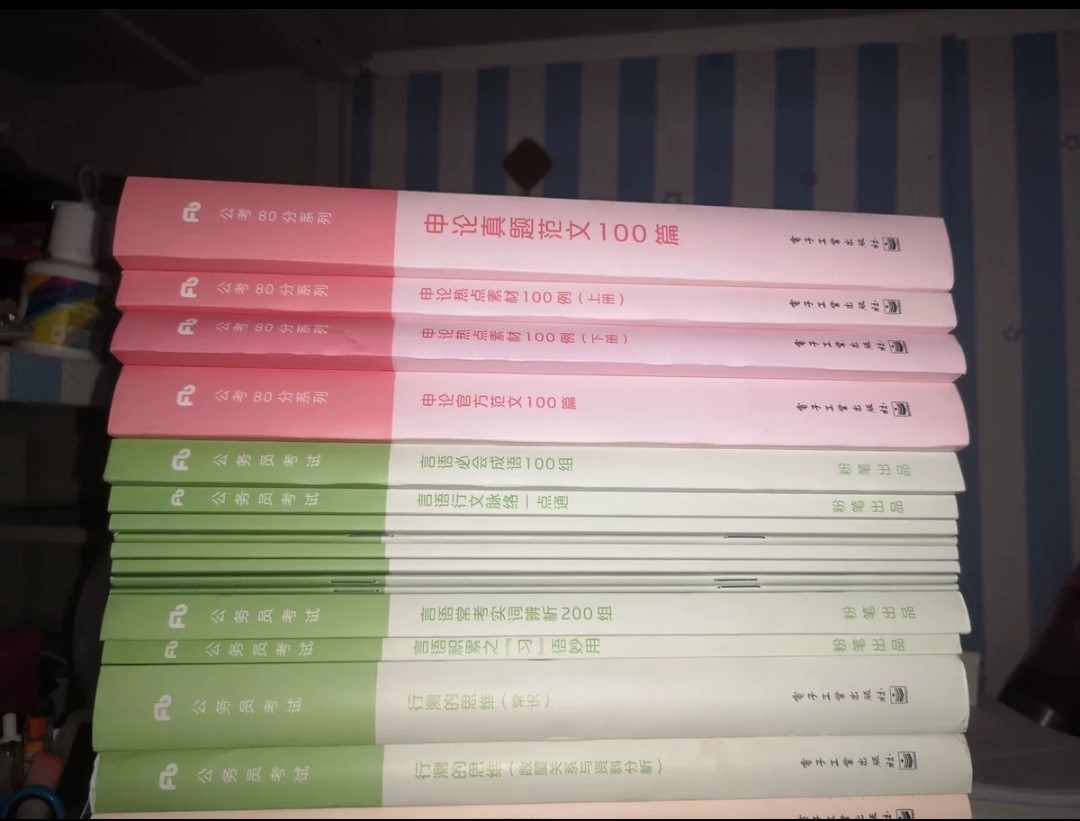 Fb 公考80分系列 申论真题范文100篇 电子工业出版社
Fb 公考80分系列 申论热点素材100例(上册) 电子工业出版社
Fb 公考80分系列 申论热点素材100例(下册) 电子工业出版社
Fb 公考80分系列 申论官方范文100篇 电子工业出版社
Fb 公务员考试 言语必会成语100组 粉笔出品
Fb 公务员考试 言语行文脉络一点通 粉笔出品
Fb 公务员考试 言语常考实词辨析200组 粉笔出品
Fb 公务员考试 言语积累之『习』语妙用 粉笔出品
Fb 公务员考试 行测的思维(常识) 电子工业出版社
Fb 公务员考试 行测的思维(数量关系与资料分析) 电子工业出版社